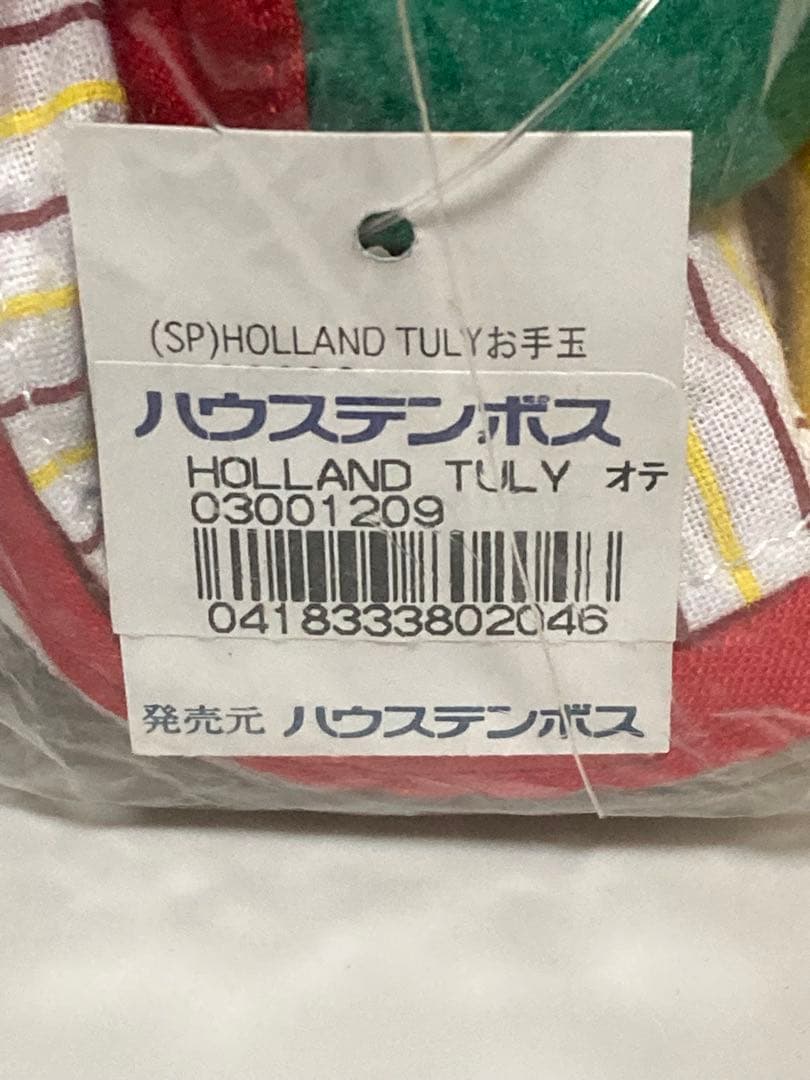 (SP)HOLLAND TULYお手玉
ハウステンボス
HOLLAND TULY オテ
03001209
0418333802046
発売元 ハウステンボス